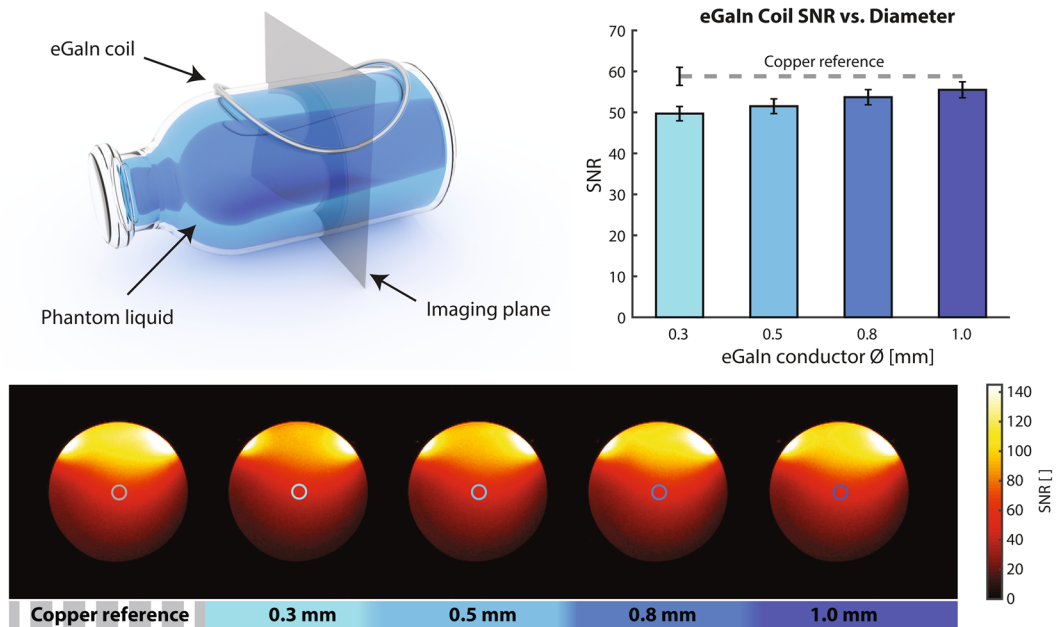 eGaIn coil
Phantom liquid
Imaging plane
eGaIn Coil SNR vs. Diameter
Copper reference
SNR
70
60
50
40
30
20
10
0
0.3 0.5 0.8 1.0
eGaIn conductor Ø [mm]
140
120
100
80
60
40
20
0
SNR [ ]
Copper reference 0.3 mm 0.5 mm 0.8 mm 1.0 mm